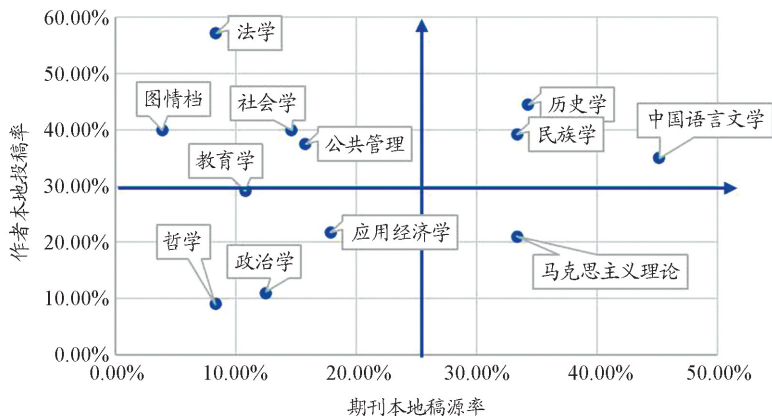 60.00%
50.00%
40.00%
30.00%
20.00%
10.00%
0.00%
作者本地投稿率
法学
图情档
社会学
公共管理
教育学
历史学
民族学
中国语言文学
哲学
政治学
应用经济学
马克思主义理论
0.00%
10.00%
20.00%
30.00%
40.00%
50.00%
期刊本地稿源率